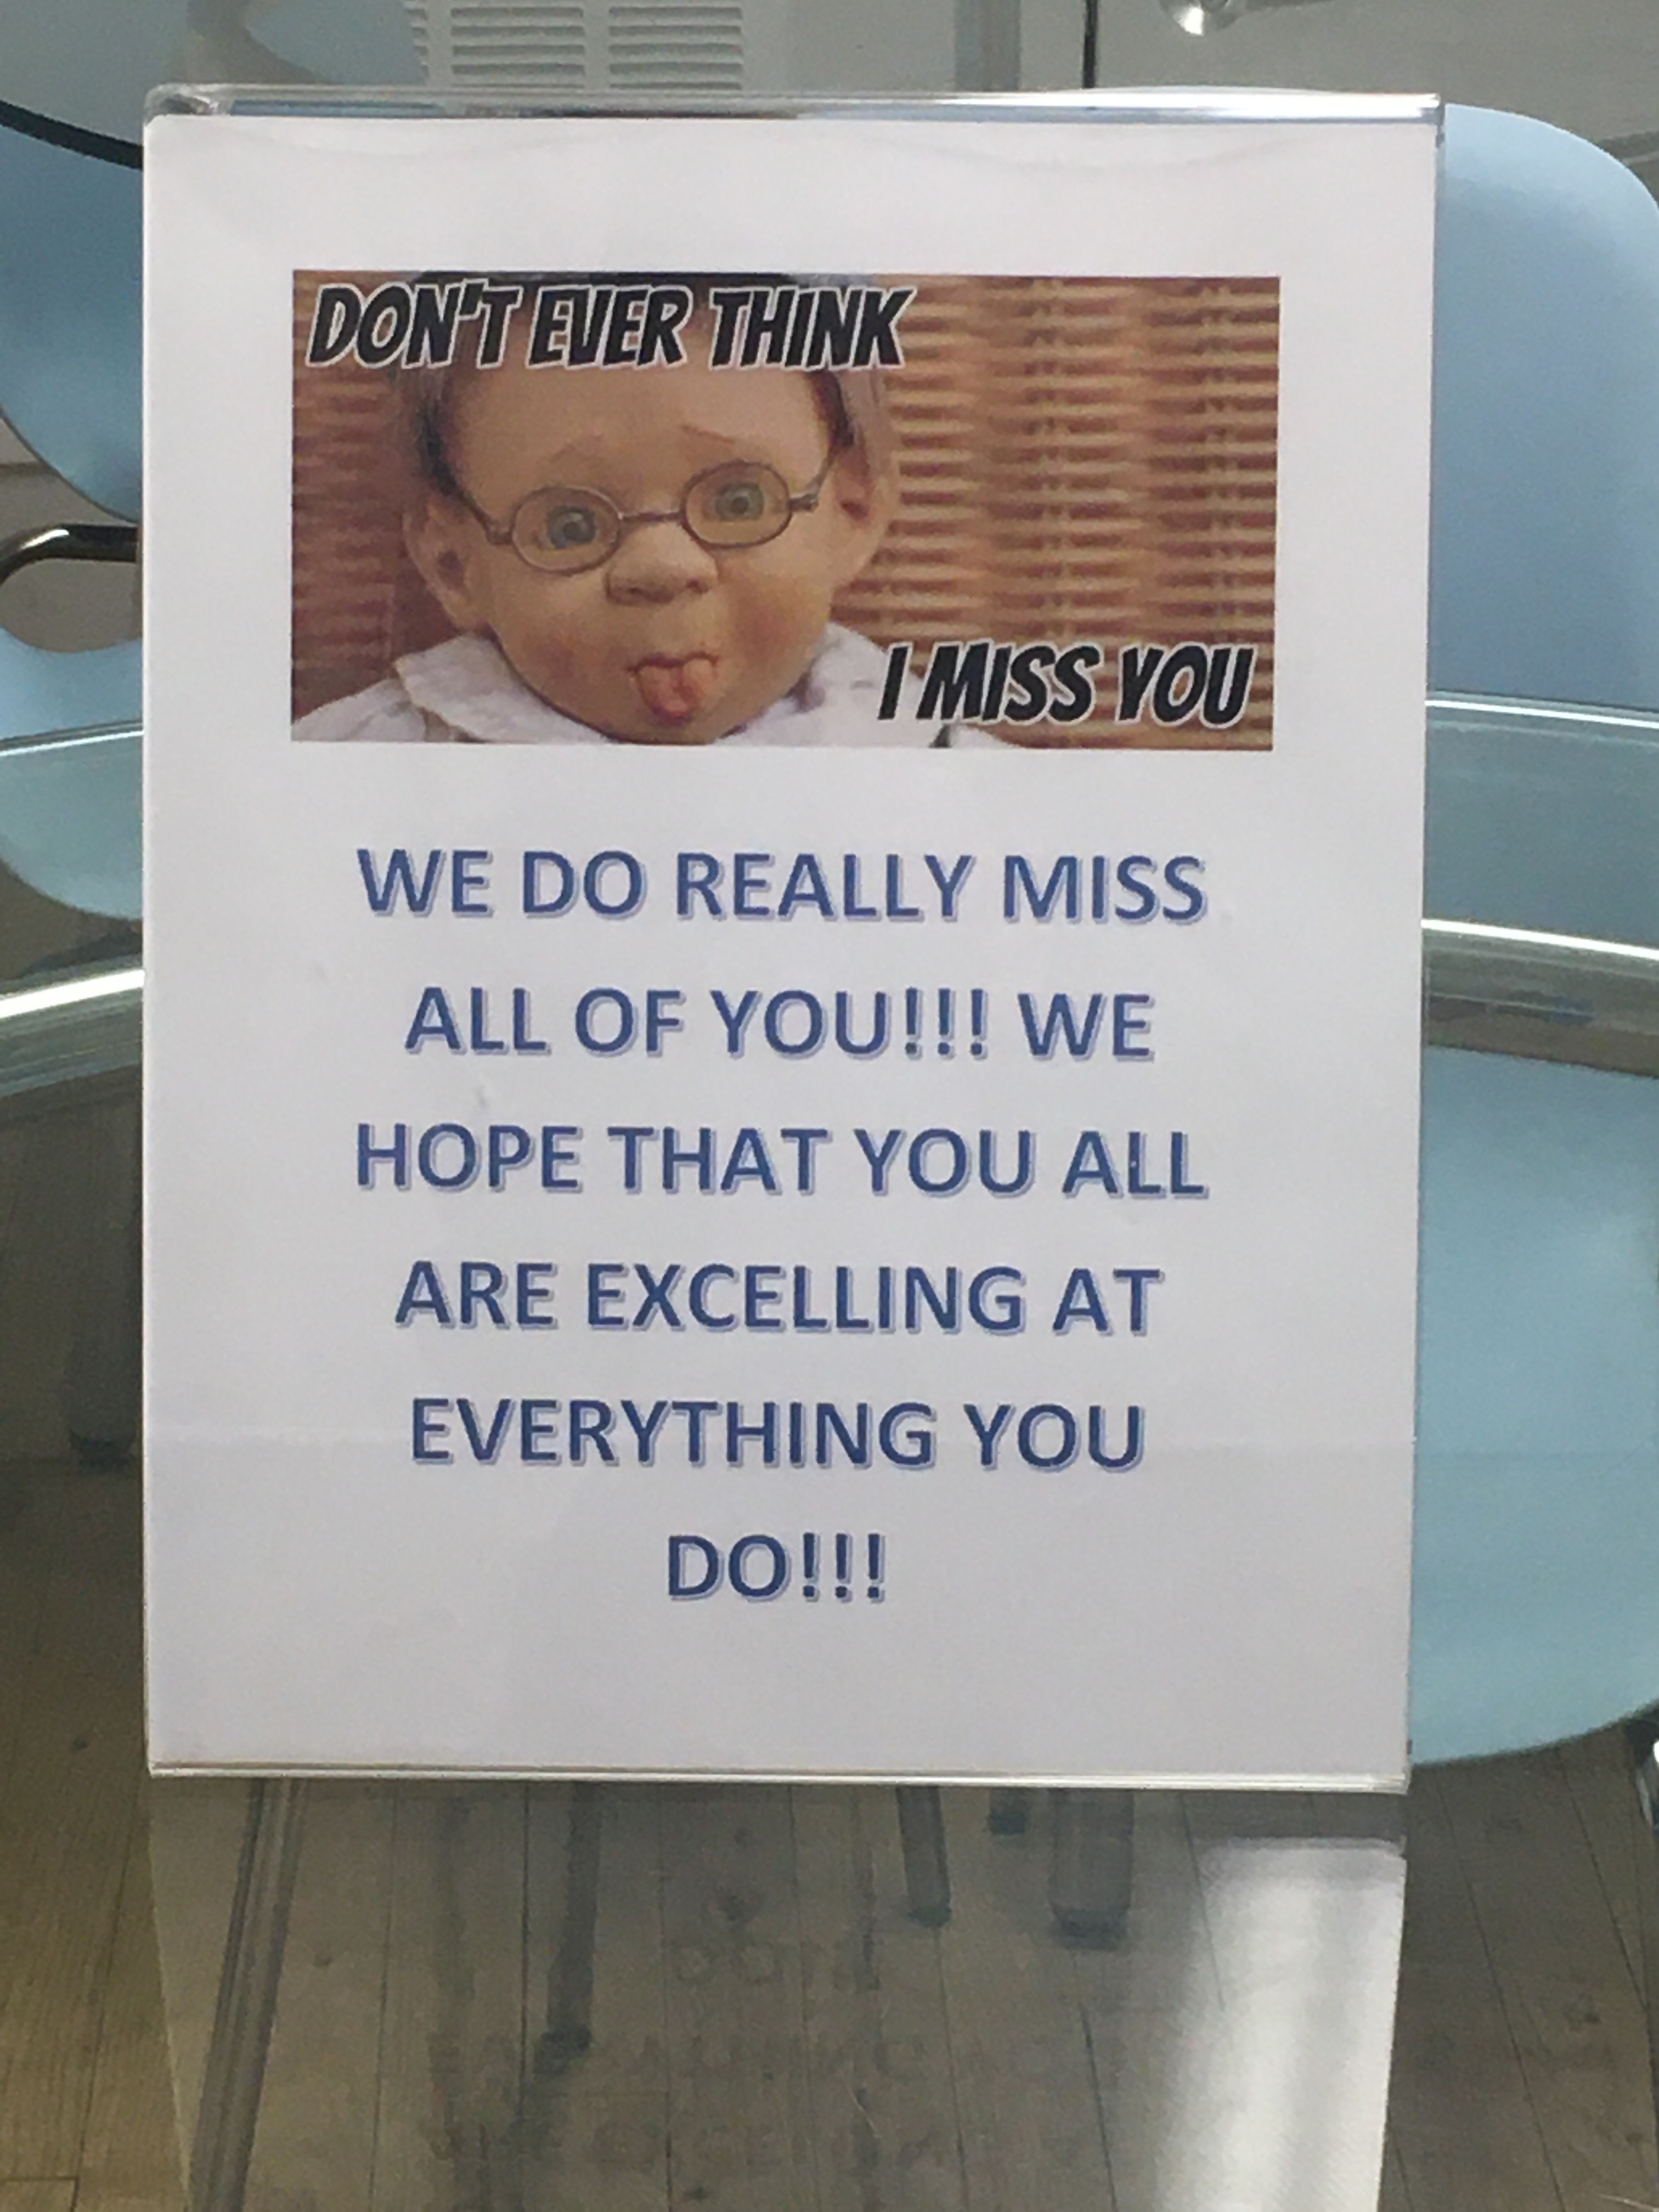 DON'T EVER THINK
I MISS YOU
WE DO REALLY MISS
ALL OF YOU!!! WE
HOPE THAT YOU ALL
ARE EXCELLING AT
EVERYTHING YOU
DO!!!